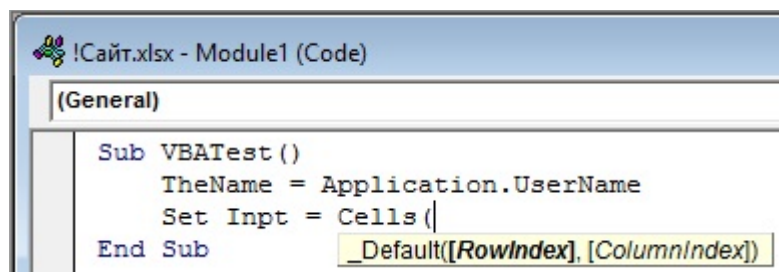 !Сайт.xlsx - Module1 (Code)
(General)
Sub VBATest()
TheName = Application.UserName
Set Inpt = Cells(
End Sub
_Default([RowIndex], [ColumnIndex])